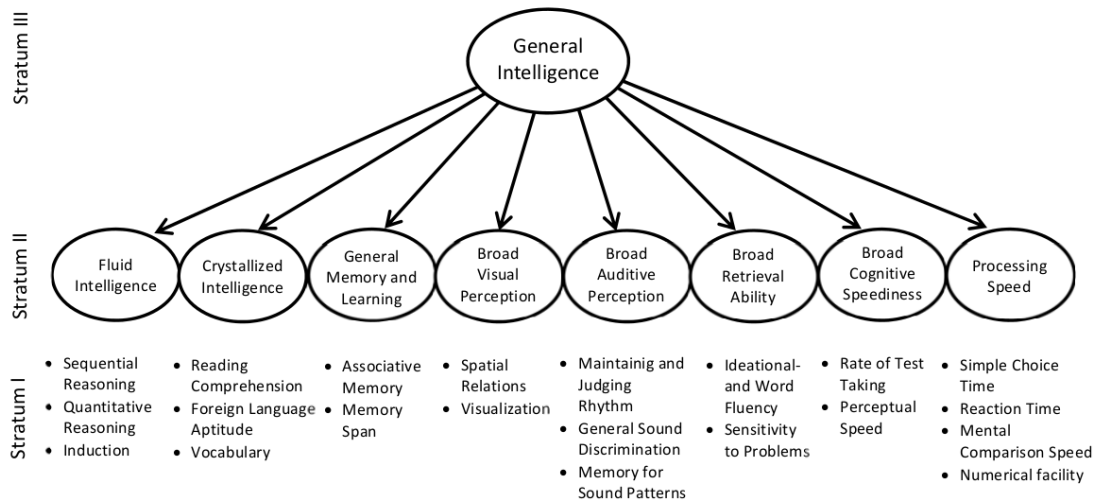 Stratum III
General
Intelligence
Stratum II
Fluid
Intelligence
Crystallized
Intelligence
General
Memory and
Learning
Broad
Visual
Perception
Broad
Auditive
Perception
Broad
Retrieval
Ability
Broad
Cognitive
Speediness
Processing
Speed
Stratum I
• Sequential
Reasoning
• Quantitative
Reasoning
• Induction
• Reading
Comprehension
• Foreign Language
Aptitude
• Vocabulary
• Associative
Memory
• Memory
Span
• Spatial
Relations
• Visualization
• Maintainig and
Judging
Rhythm
• General Sound
Discrimination
• Memory for
Sound Patterns
• Ideational-
and Word
Fluency
• Sensitivity
to Problems
• Rate of Test
Taking
• Perceptual
Speed
• Simple Choice
Time
• Reaction Time
• Mental
Comparison Speed
• Numerical facility